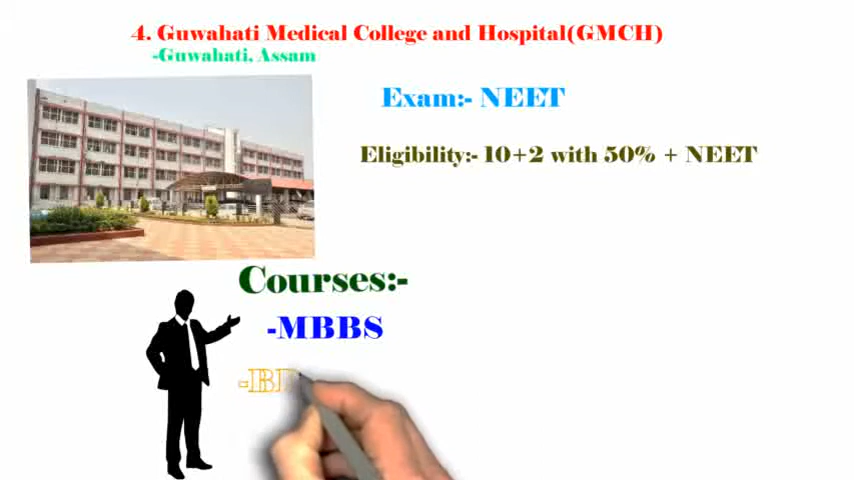 4. Guwahati Medical College and Hospital(GMCH)
-Guwahati, Assam
Exam:- NEET
Eligibility:- 10+2 with 50% + NEET
Courses:-
-MBBS